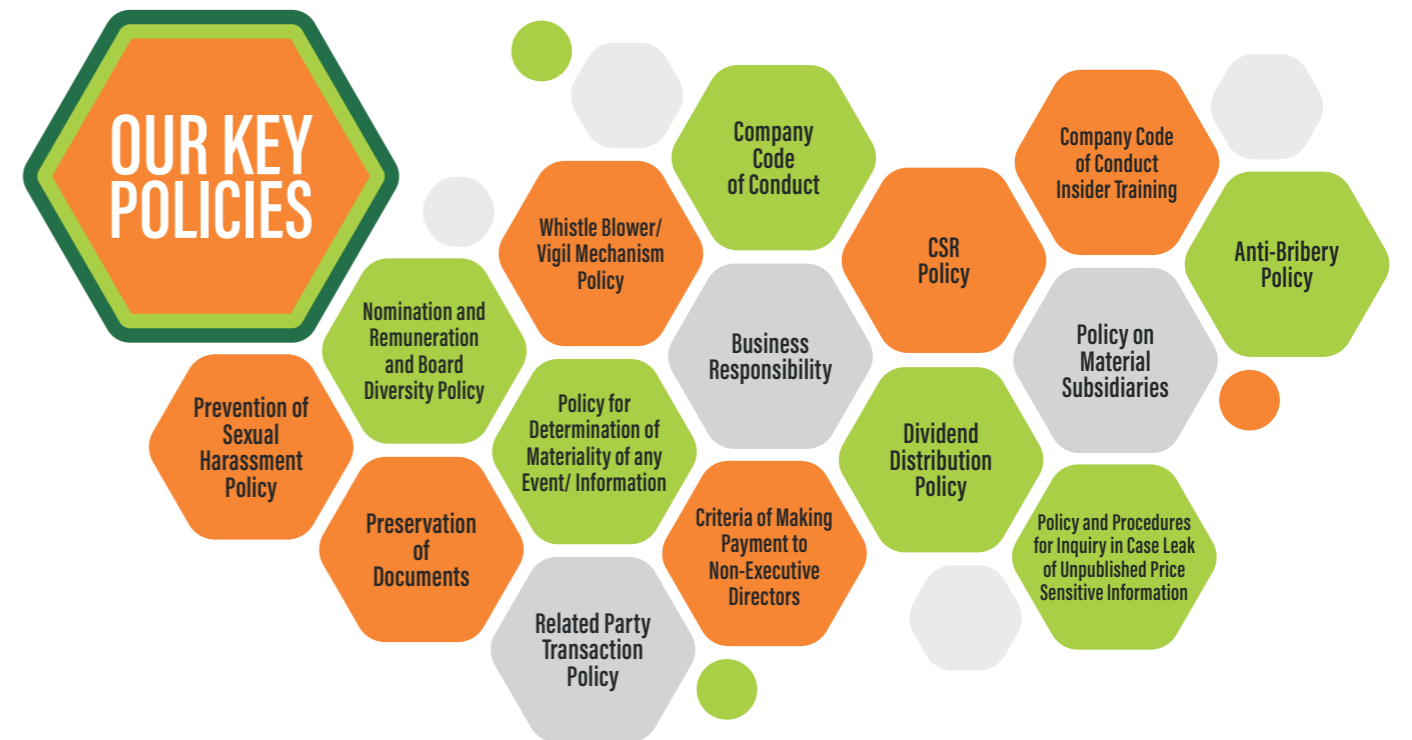 OUR KEY
POLICIES
Prevention of
Sexual
Harassment
Policy
Nomination and
Remuneration
and Board
Diversity Policy
Preservation
of
Documents
Whistle Blower/
Vigil Mechanism
Policy
Policy for
Determination of
Materiality of any
Event/ Information
Related Party
Transaction
Policy
Company
Code
of Conduct
Business
Responsibility
Criteria of Making
Payment to
Non-Executive
Directors
CSR
Policy
Dividend
Distribution
Policy
Company Code
of Conduct
Insider Training
Policy on
Material
Subsidiaries
Policy and Procedures
for Inquiry in Case Leak
of Unpublished Price
Sensitive Information
Anti-Bribery
Policy